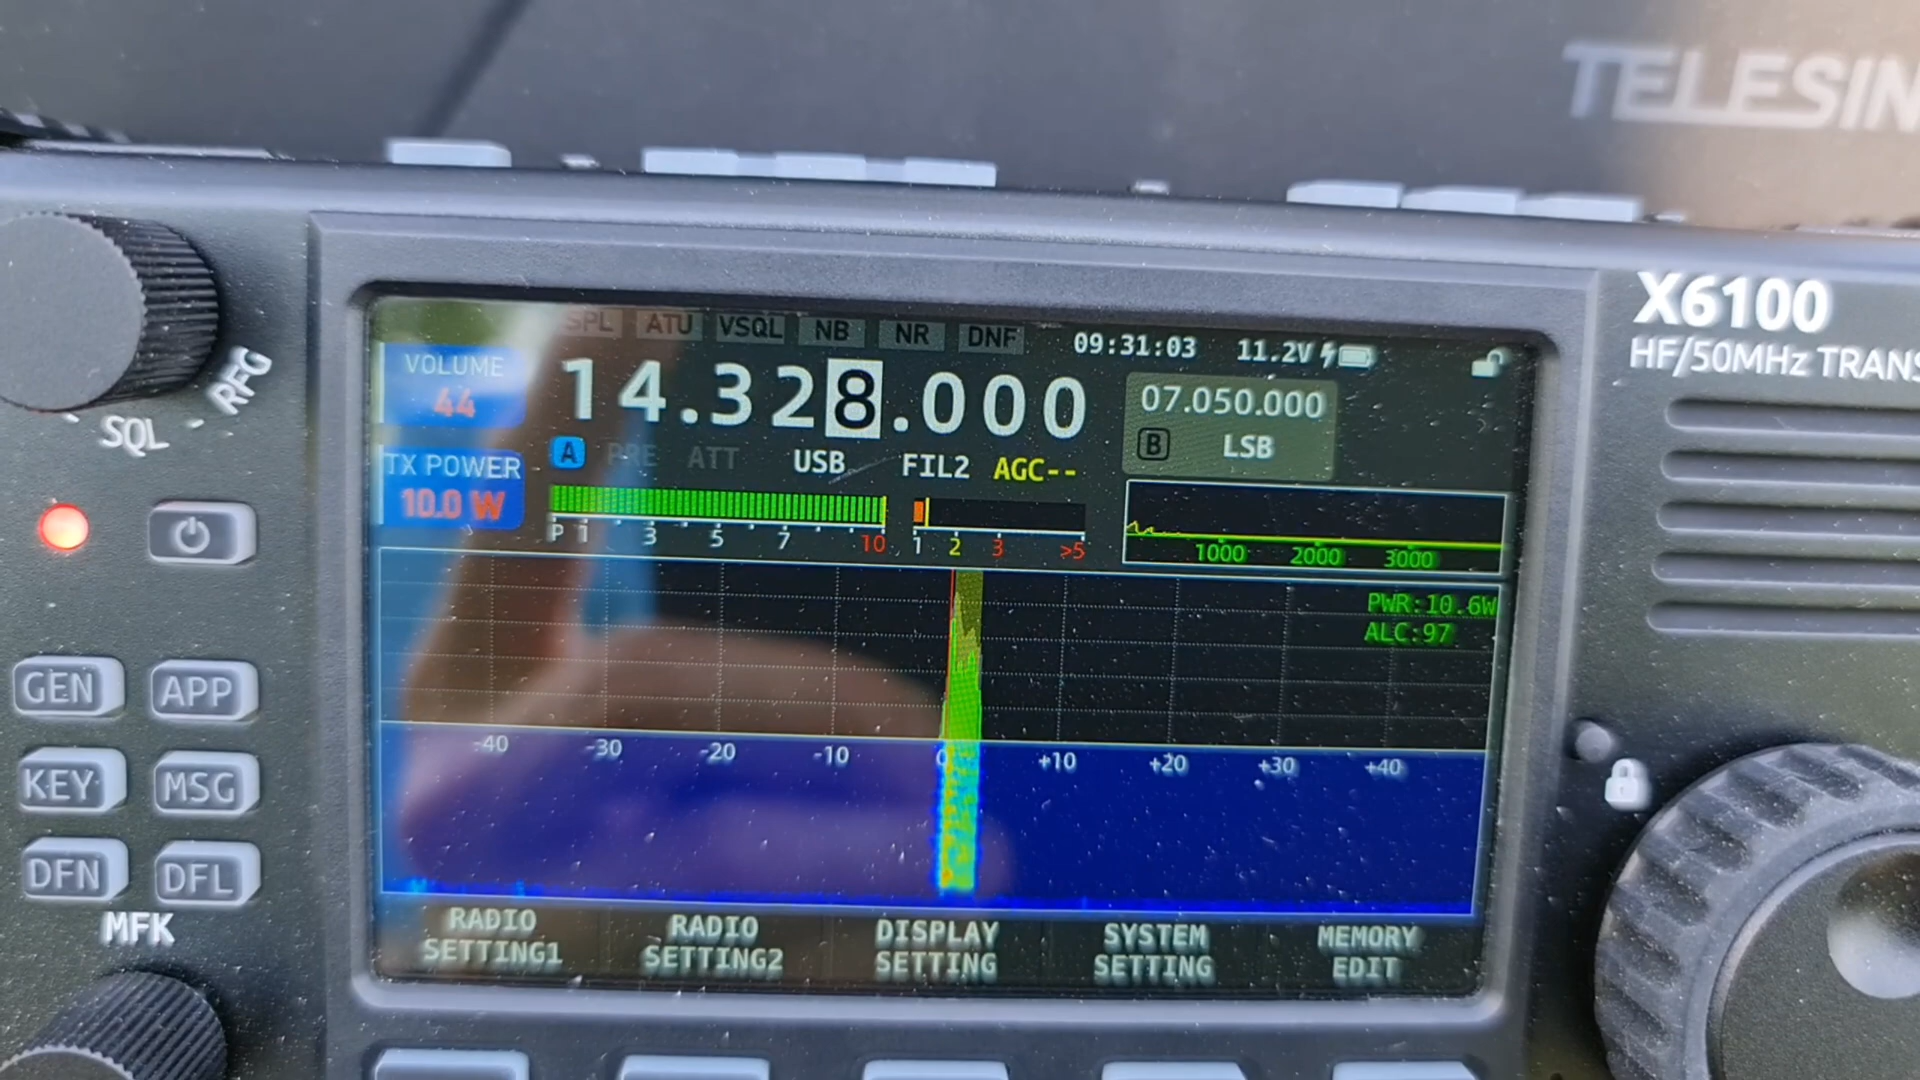 TELESIN
X6100
HF/50MHz TRANS
SQL
RFG
GEN
APP
KEY
MSG
DFN
DFL
MFK
SPL ATU VSQL NB NR DNF 09:31:03 11.2V
VOLUME
44
14.328.000
07.050.000
B LSB
TX POWER
10.0 W
A PRE ATT USB FIL2 AGC--
P 1 3 5 7 10
1 2 3 >5
1000 2000 3000
PWR:10.6W
ALC:97
-40 -30 -20 -10 0 +10 +20 +30 +40
RADIO SETTING1
RADIO SETTING2
DISPLAY SETTING
SYSTEM SETTING
MEMORY EDIT